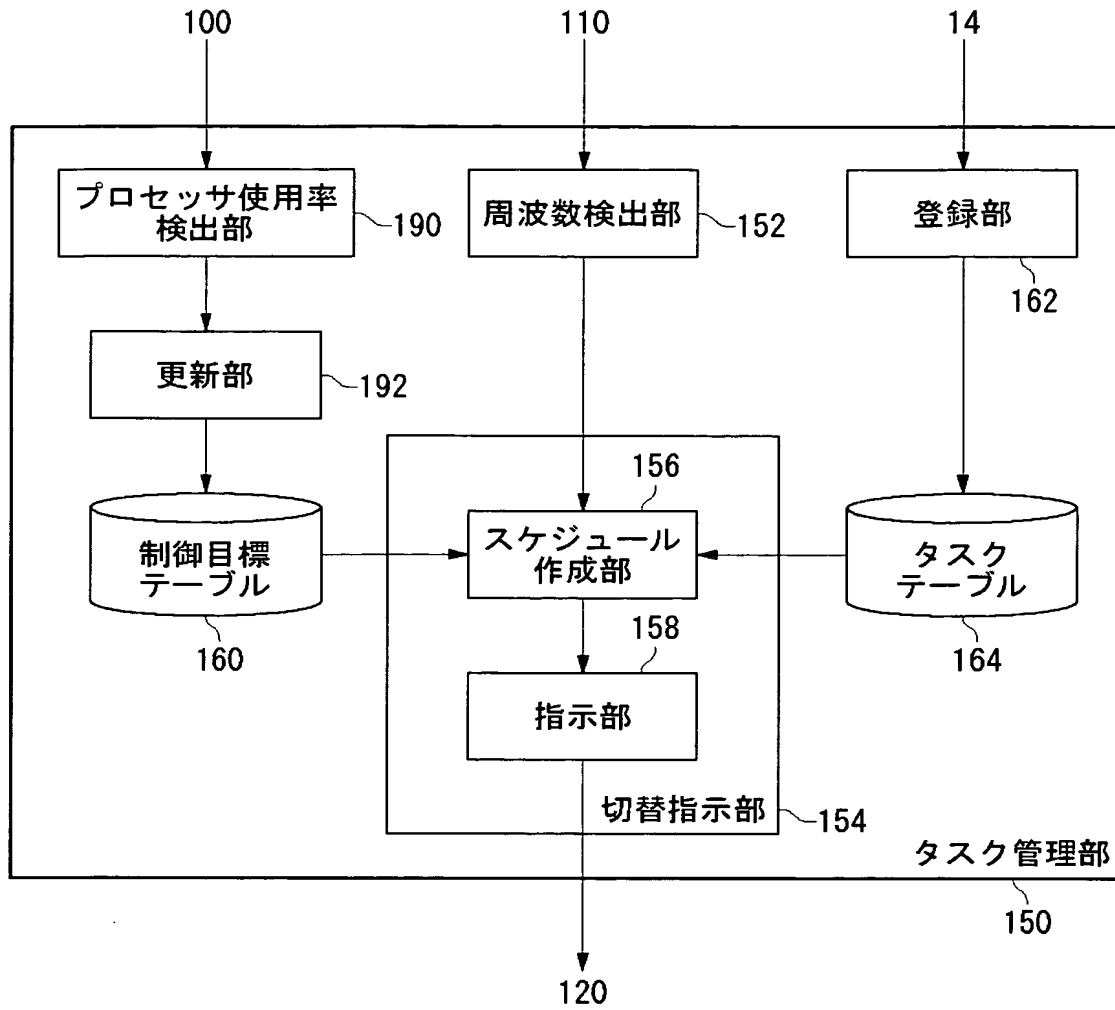 100
110
14
プロセッサ使用率
検出部
190
周波数検出部
152
登録部
162
更新部
192
156
制御目標
テーブル
160
スケジュール
作成部
タスク
テーブル
164
158
指示部
切替指示部
154
タスク管理部
150
120